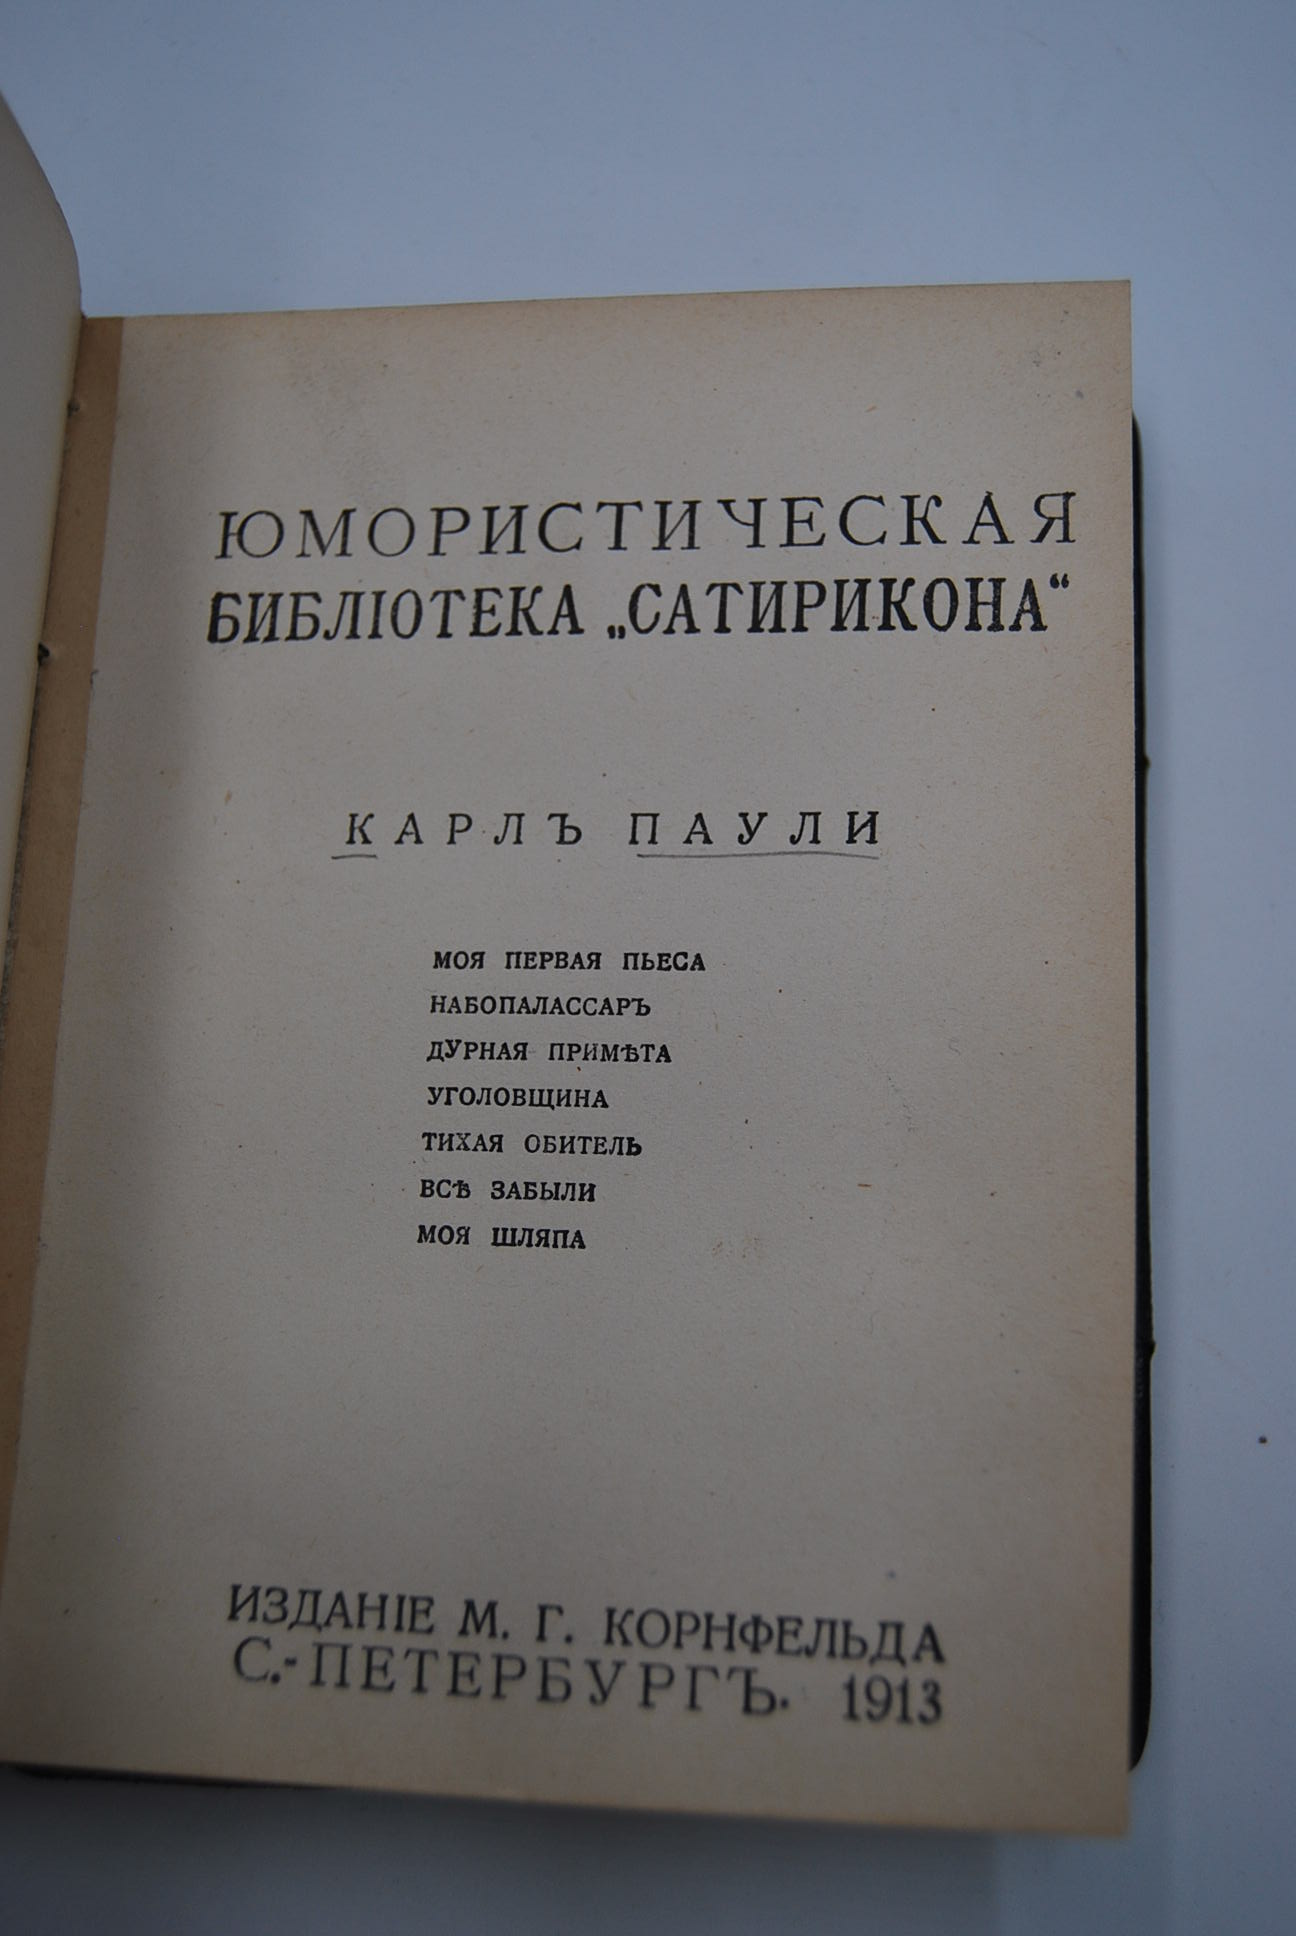 ЮМОРИСТИЧЕСКАЯ
БИБЛІОТЕКА „САТИРИКОНА“
КАРЛЪ ПАУЛИ
МОЯ ПЕРВАЯ ПЬЕСА
НАБОПАЛАССАРЪ
ДУРНАЯ ПРИМѢТА
УГОЛОВЩИНА
ТИХАЯ ОБИТЕЛЬ
ВСѢ ЗАБЫЛИ
МОЯ ШЛЯПА
ИЗДАНІЕ М. Г. КОРНФЕЛЬДА
С.-ПЕТЕРБУРГЪ. 1913